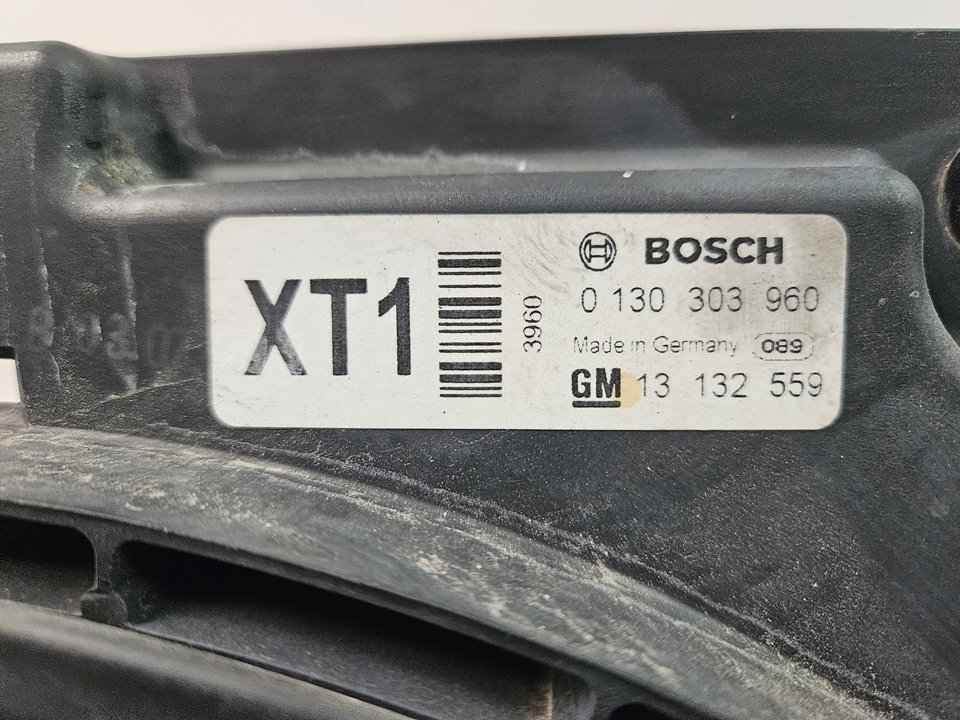 XT1
3960
BOSCH
0 130 303 960
Made in Germany 089
GM 13 132 559